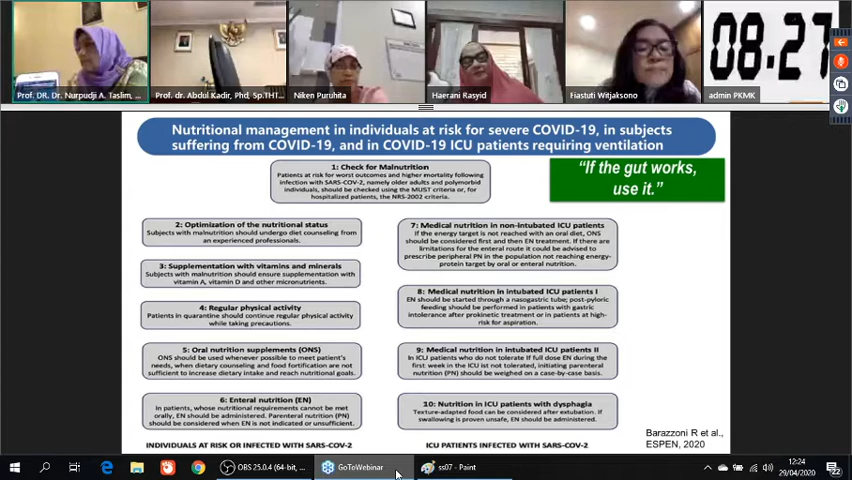 Prof. DR. Dr. Nurpudji A. Taslim, ...
Prof. dr. Abdul Kadir, Phd, Sp.THT...
Niken Puruhita
Haerani Rasyid
Fiastuti Witjaksono
08.27
admin PKMK
Nutritional management in individuals at risk for severe COVID-19, in subjects
suffering from COVID-19, and in COVID-19 ICU patients requiring ventilation
1: Check for Malnutrition
Patients at risk for worst outcomes and higher mortality following
infection with SARS-COV-2, namely older adults and polymorbid
individuals, should be checked using the MUST criteria or, for
hospitalized patients, the NRS-2002 criteria.
“If the gut works,
use it.”
2: Optimization of the nutritional status
Subjects with malnutrition should undergo diet counseling from
an experienced professionals.
3: Supplementation with vitamins and minerals
Subjects with malnutrition should ensure supplementation with
vitamin A, vitamin D and other micronutrients.
4: Regular physical activity
Patients in quarantine should continue regular physical activity
while taking precautions.
5: Oral nutrition supplements (ONS)
ONS should be used whenever possible to meet patient's
needs, when dietary counseling and food fortification are not
sufficient to increase dietary intake and reach nutritional goals.
6: Enteral nutrition (EN)
In patients, whose nutritional requirements cannot be met
orally, EN should be administered. Parenteral nutrition (PN)
should be considered when EN is not indicated or unsufficient.
INDIVIDUALS AT RISK OR INFECTED WITH SARS-COV-2
7: Medical nutrition in non-intubated ICU patients
If the energy target is not reached with an oral diet, ONS
should be considered first and then EN treatment. If there are
limitations for the enteral route it could be advised to
prescribe peripheral PN in the population not reaching energy-
protein target by oral or enteral nutrition.
8: Medical nutrition in intubated ICU patients I
EN should be started through a nasogastric tube; post-pyloric
feeding should be performed in patients with gastric
intolerance after prokinetic treatment or in patients at high-
risk for aspiration.
9: Medical nutrition in intubated ICU patients II
In ICU patients who do not tolerate If full dose EN during the
first week in the ICU ist not tolerated, initiating parenteral
nutrition (PN) should be weighed on a case-by-case basis.
10: Nutrition in ICU patients with dysphagia
Texture-adapted food can be considered after extubation. If
swallowing is proven unsafe, EN should be administered.
ICU PATIENTS INFECTED WITH SARS-COV-2
Barazzoni R et al.,
ESPEN, 2020
OBS 25.0.4 (64-bit, ...
GoToWebinar
ss07 - Paint
12:24
29/04/2020
22